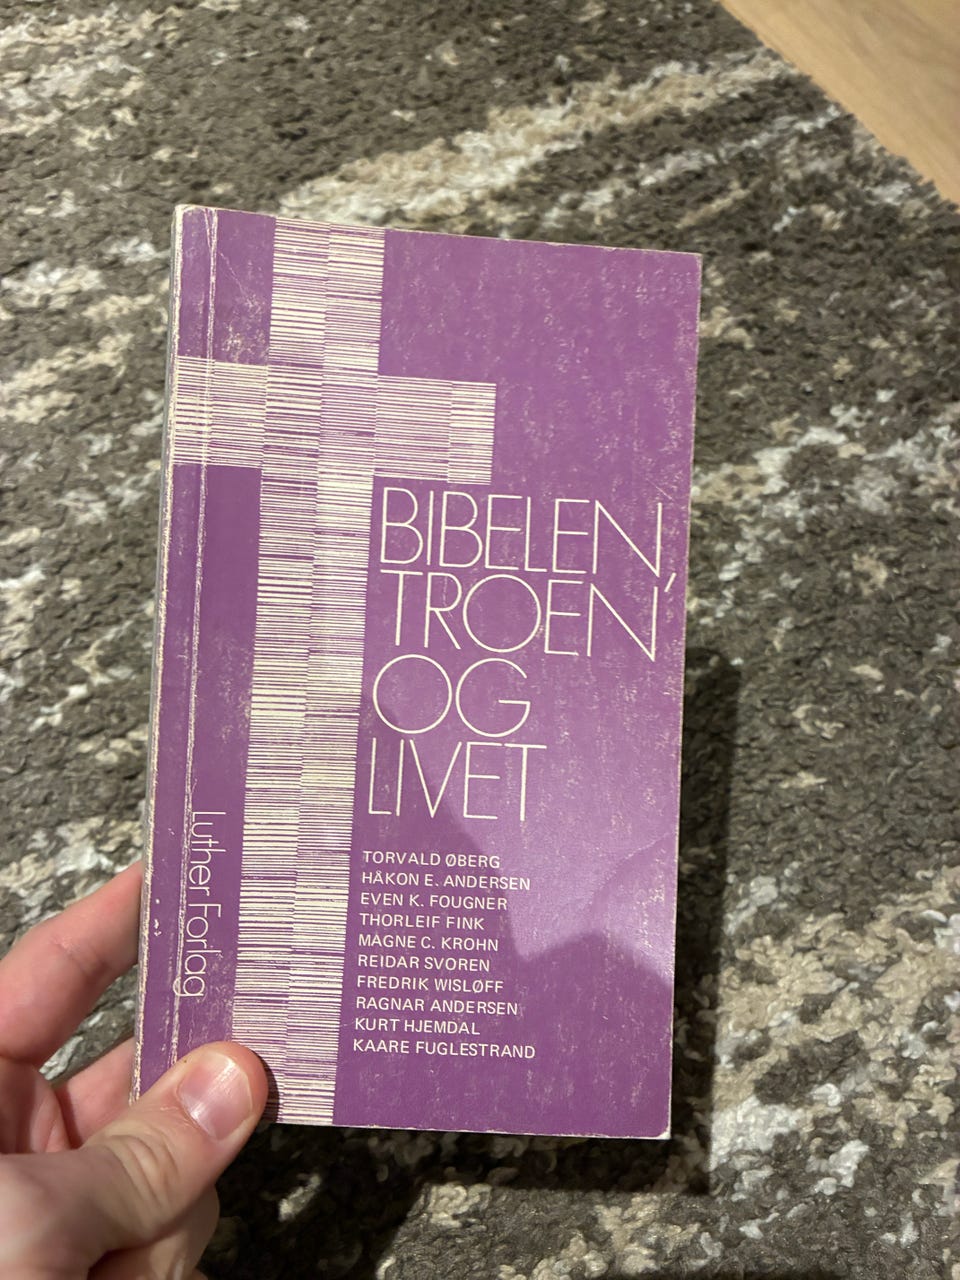 BIBELEN,
TROEN
OG
LIVET
TORVALD ØBERG
HÅKON E. ANDERSEN
EVEN K. FOUGNER
THORLEIF FINK
MAGNE C. KROHN
REIDAR SVOREN
FREDRIK WISLØFF
RAGNAR ANDERSEN
KURT HJEMDAL
KAARE FUGLESTRAND
Luther Forlag